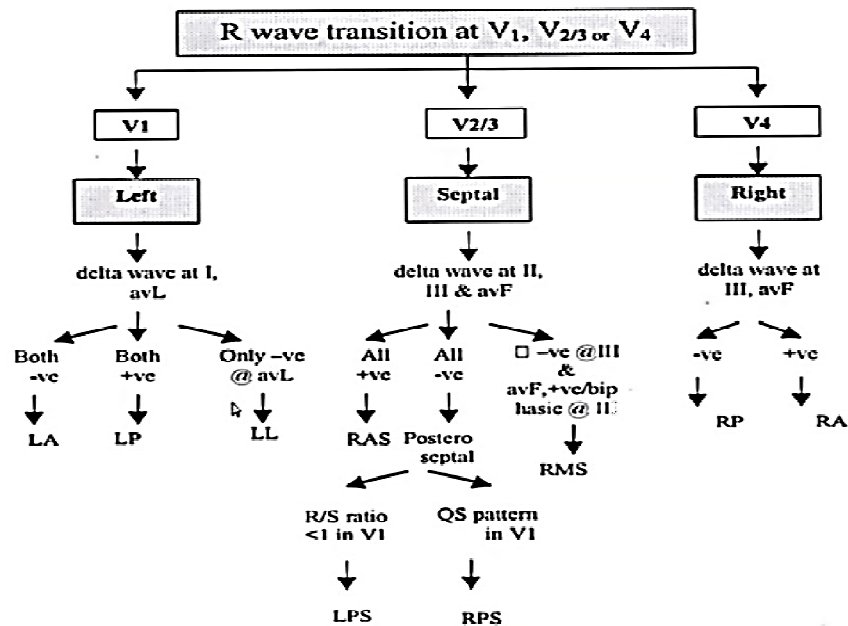 R wave transition at V1, V2/3 or V4
V1
V2/3
V4
Left
Septal
Right
delta wave at I,
avL
delta wave at II,
III & avF
delta wave at
III, avF
Both
-ve
Both
+ve
Only –ve
@ avL
All
+ve
All
-ve
–ve @III
&
avF,+ve/bip
hasic @ II
-ve
+ve
LA
LP
LL
RAS
Postero
septal
RMS
RP
RA
R/S ratio
<1 in V1
QS pattern
in V1
LPS
RPS